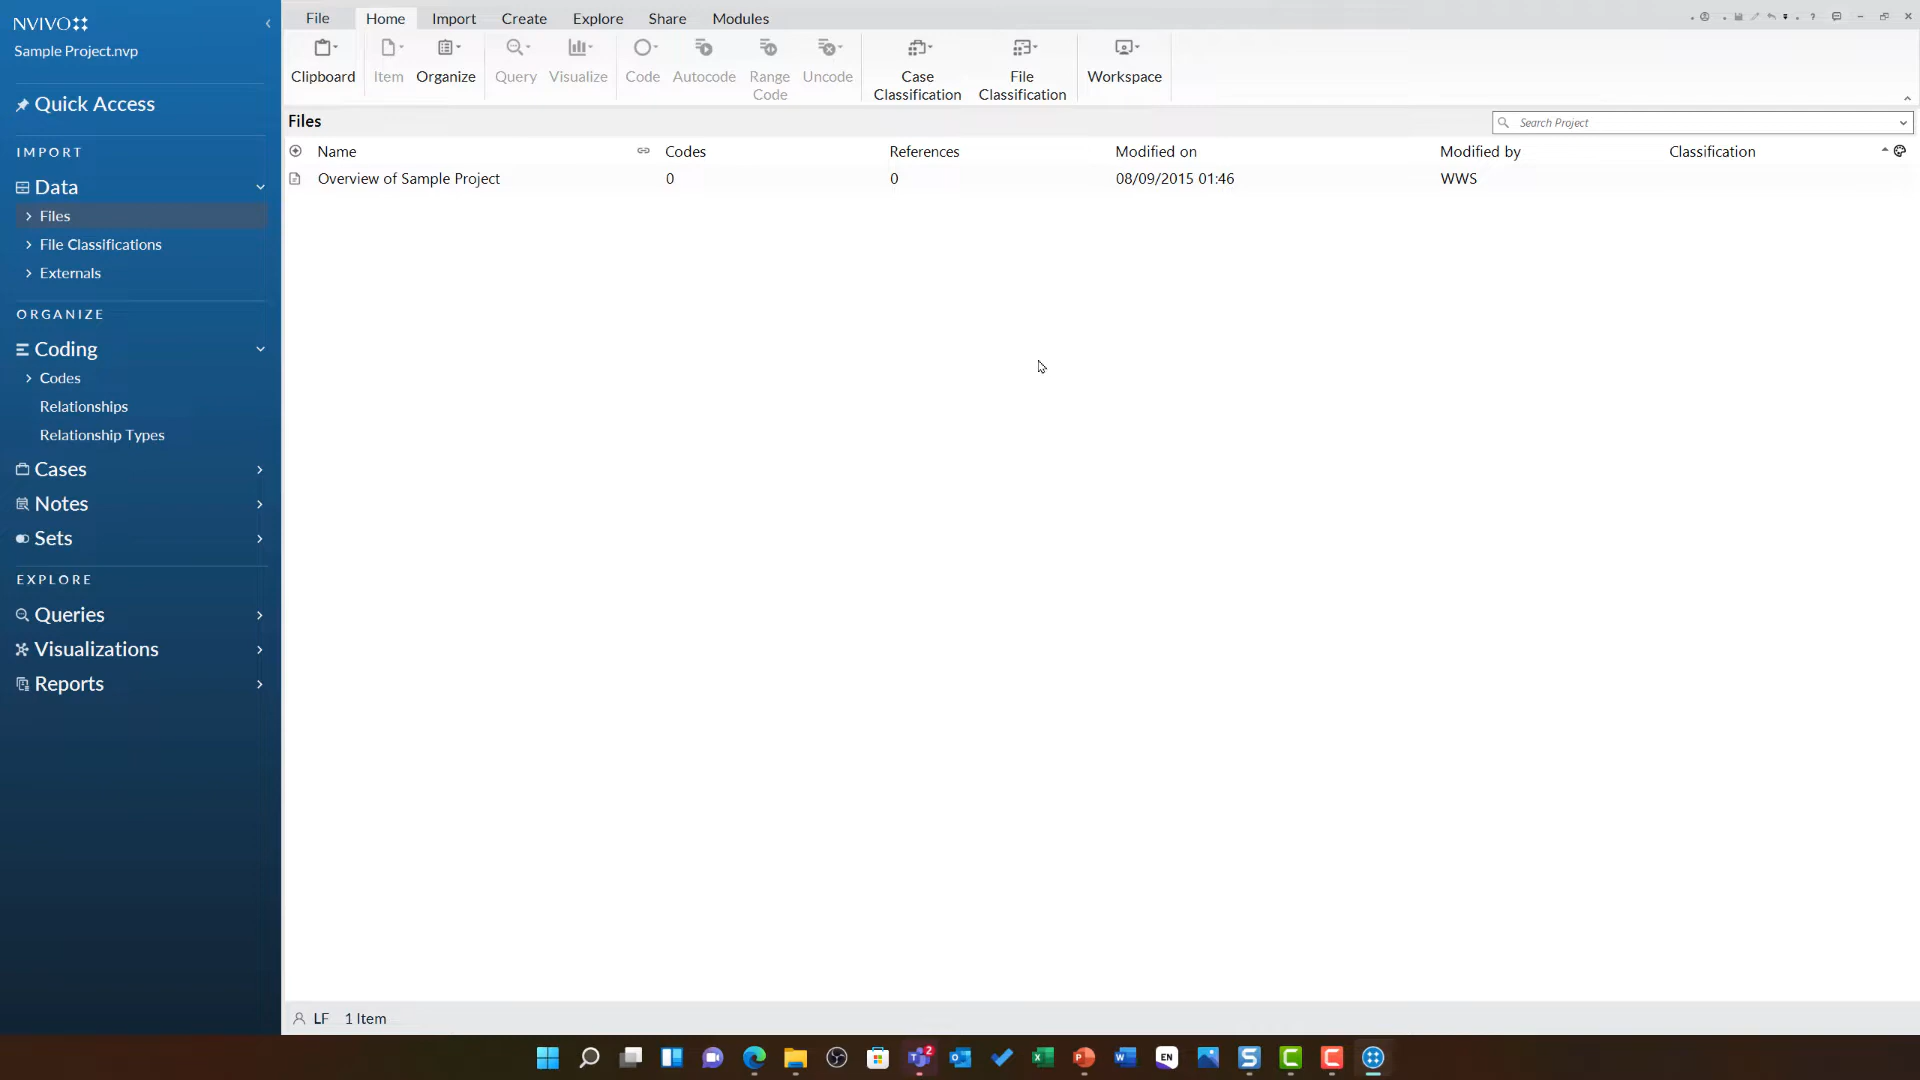 NVIVO
Sample Project.nvp
Quick Access
IMPORT
Data
Files
File Classifications
Externals
ORGANIZE
Coding
Codes
Relationships
Relationship Types
Cases
Notes
Sets
EXPLORE
Queries
Visualizations
Reports
File Home Import Create Explore Share Modules
Clipboard Item Organize Query Visualize Code Autocode Range Code Uncode Case Classification File Classification Workspace
Files
Search Project
Name Codes References Modified on Modified by Classification
Overview of Sample Project 0 0 08/09/2015 01:46 WWS
LF 1 Item
2
EN